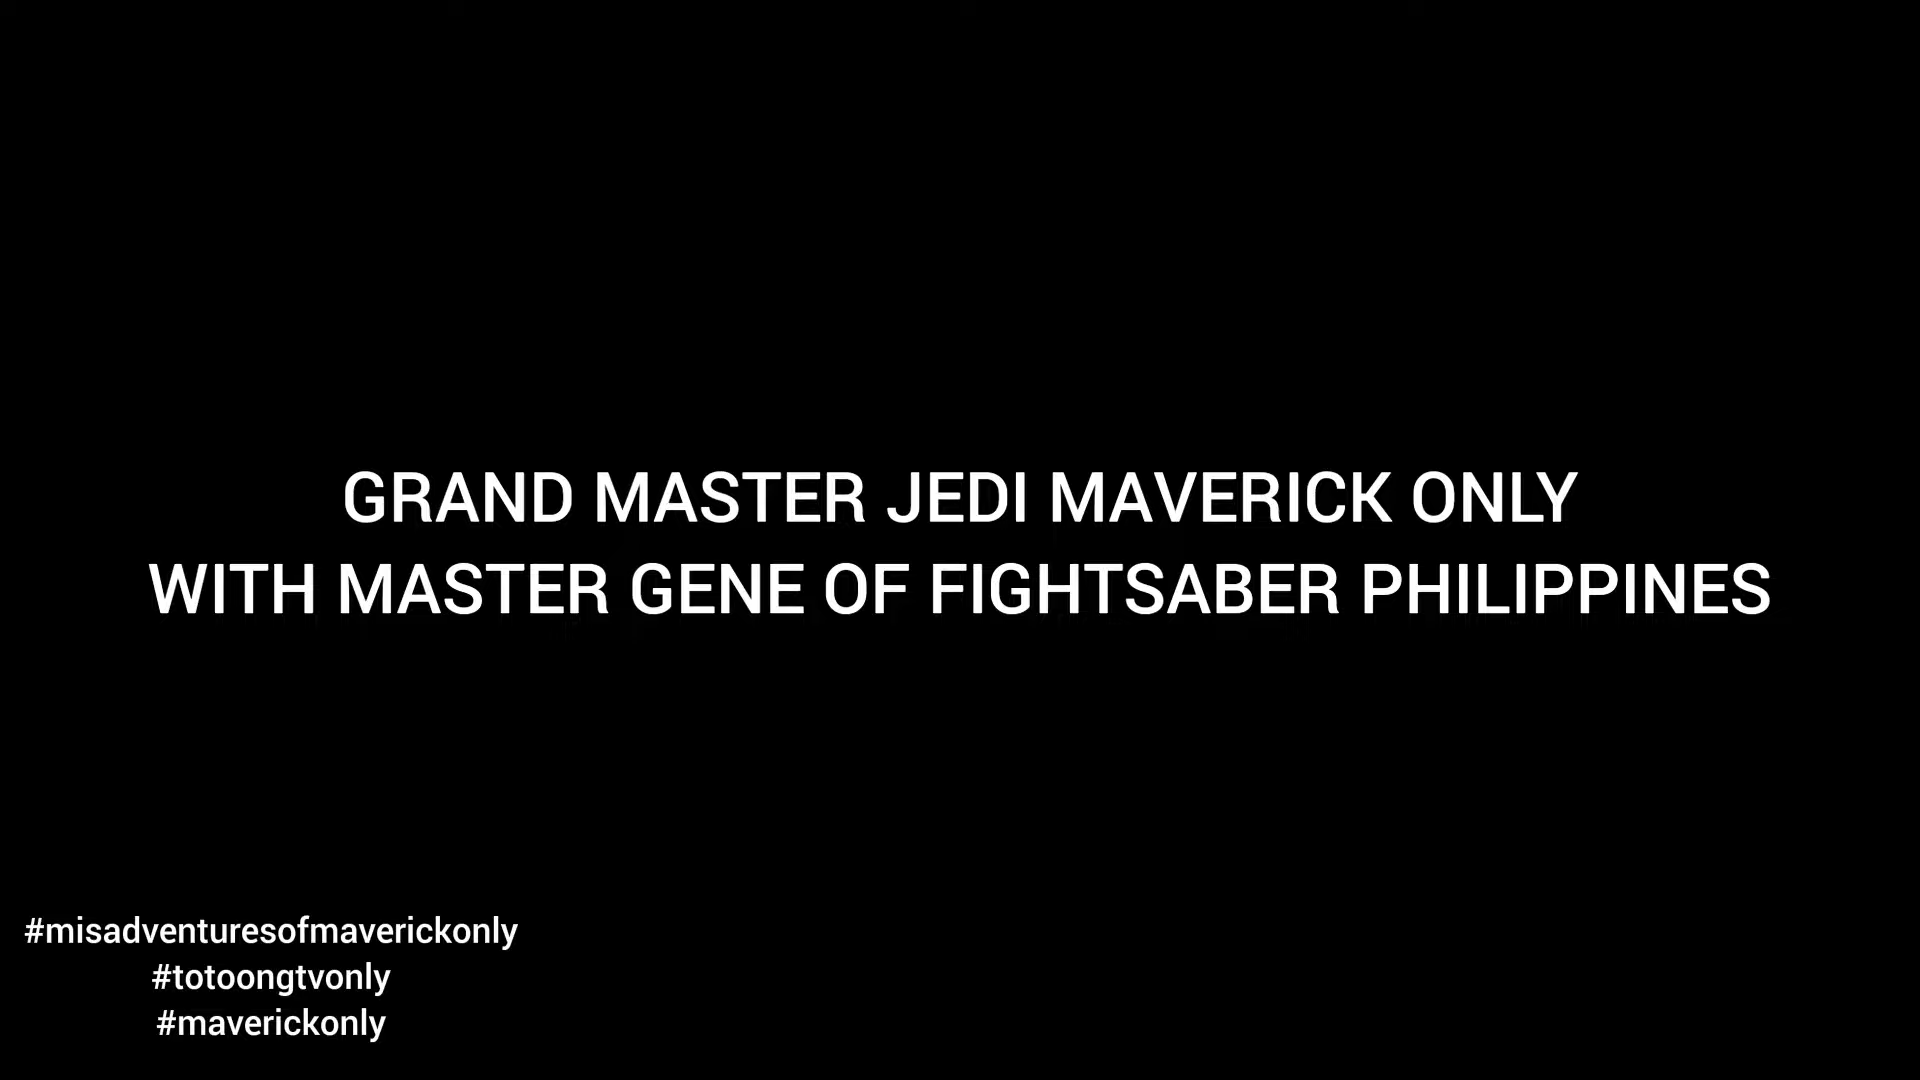 GRAND MASTER JEDI MAVERICK ONLY
WITH MASTER GENE OF FIGHTSABER PHILIPPINES
#misadventuresofmaverickonly
#totoongtvonly
#maverickonly